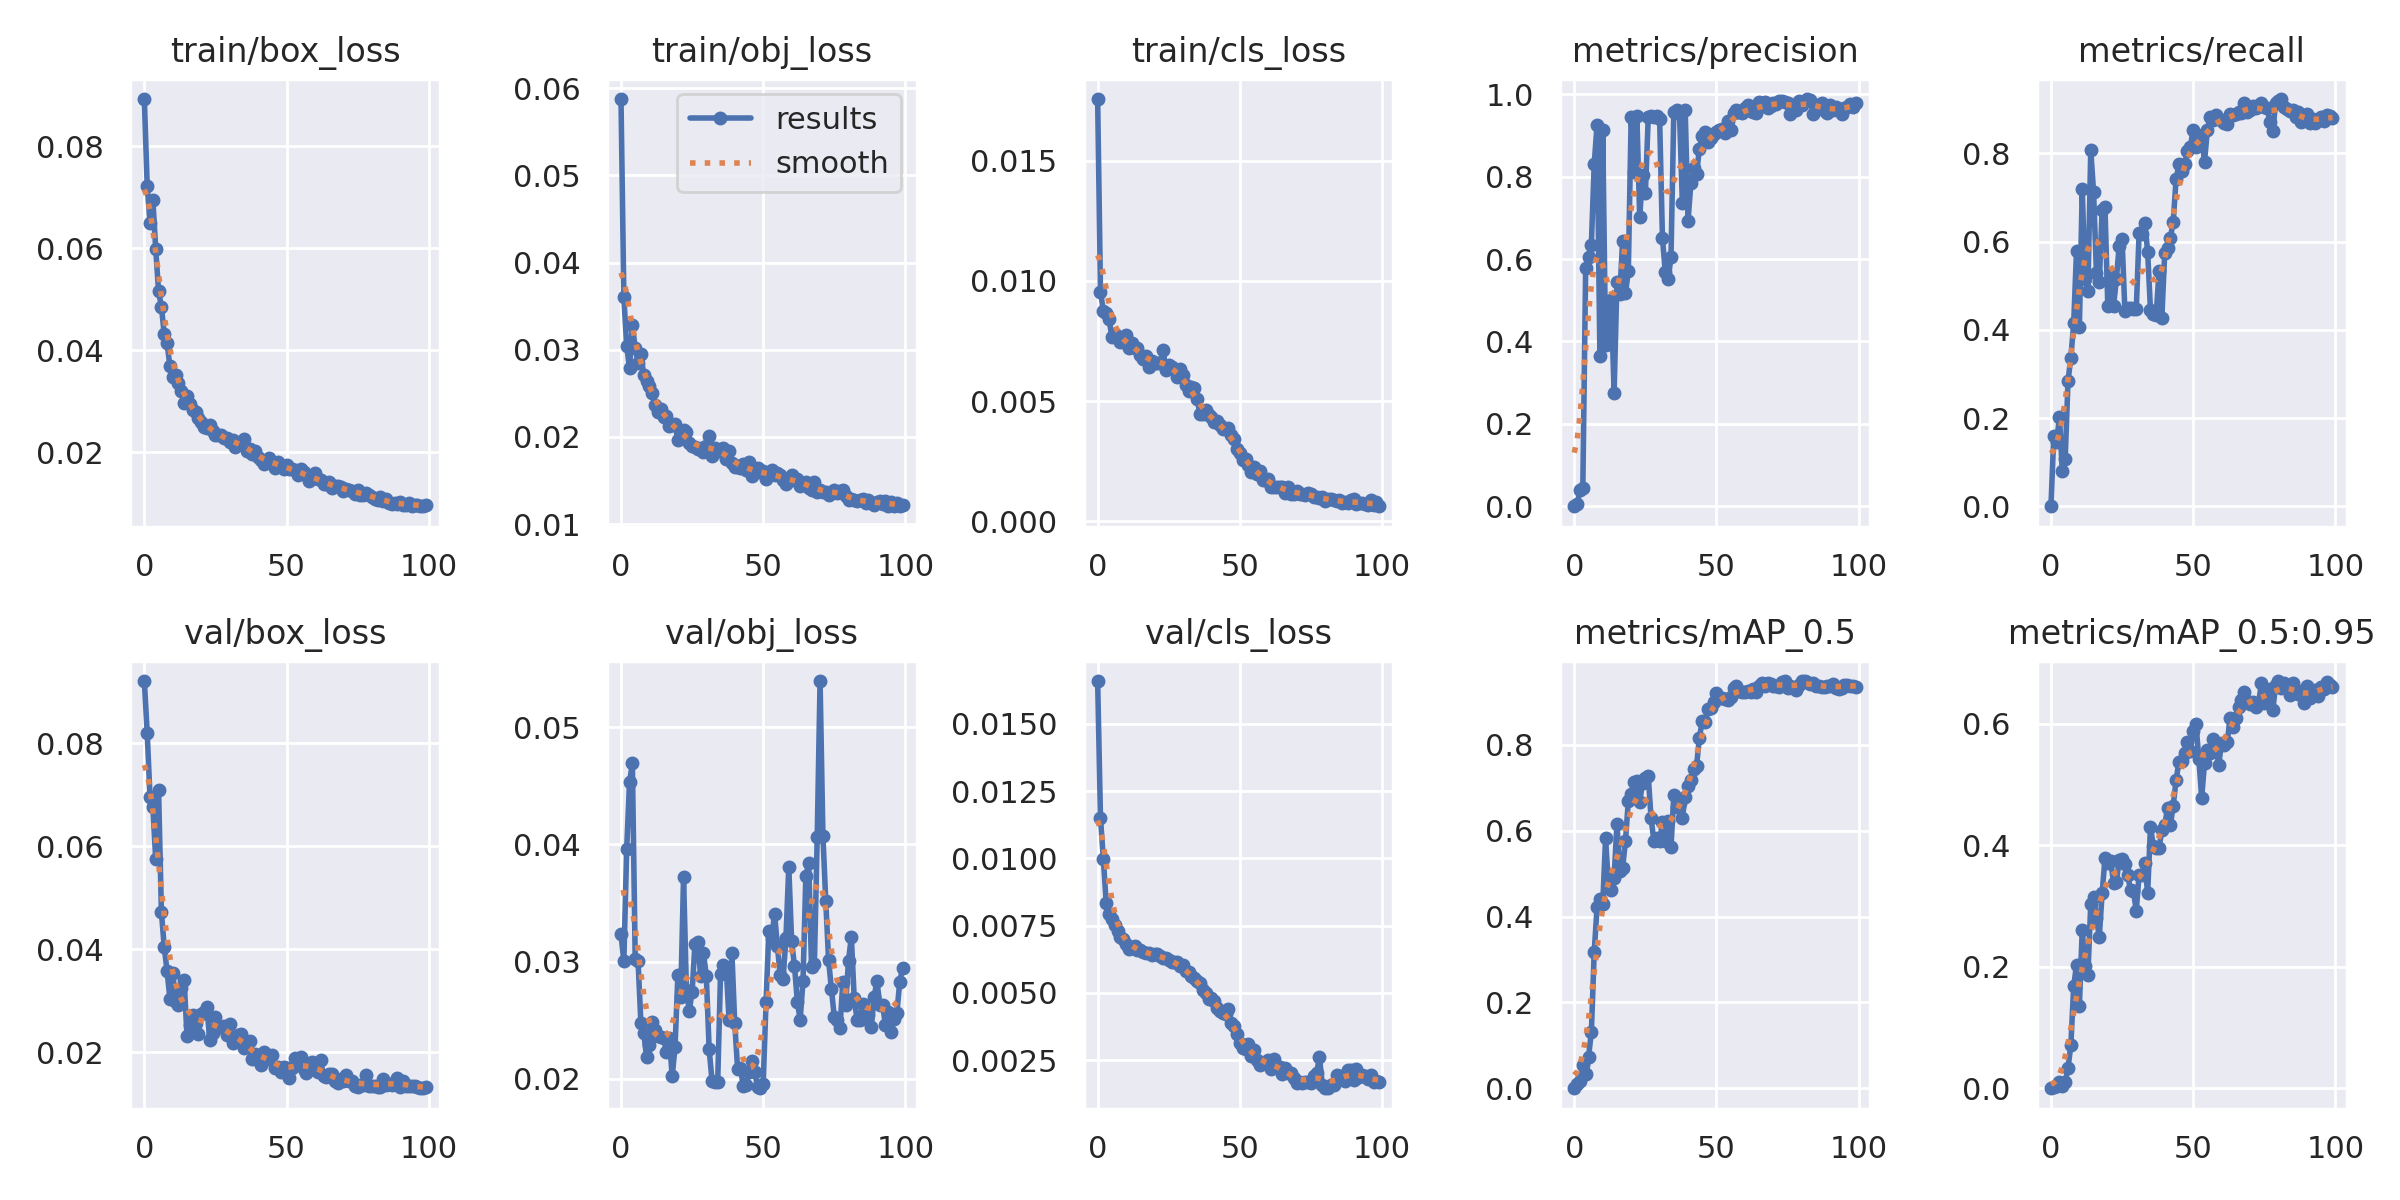 train/box_loss
0.08
0.06
0.04
0.02
0 50 100
train/obj_loss
results
smooth
0.06
0.05
0.04
0.03
0.02
0.01
0 50 100
train/cls_loss
0.015
0.010
0.005
0.000
0 50 100
metrics/precision
1.0
0.8
0.6
0.4
0.2
0.0
0 50 100
metrics/recall
0.8
0.6
0.4
0.2
0.0
0 50 100
val/box_loss
0.08
0.06
0.04
0.02
0 50 100
val/obj_loss
0.05
0.04
0.03
0.02
0 50 100
val/cls_loss
0.0150
0.0125
0.0100
0.0075
0.0050
0.0025
0 50 100
metrics/mAP_0.5
0.8
0.6
0.4
0.2
0.0
0 50 100
metrics/mAP_0.5:0.95
0.6
0.4
0.2
0.0
0 50 100